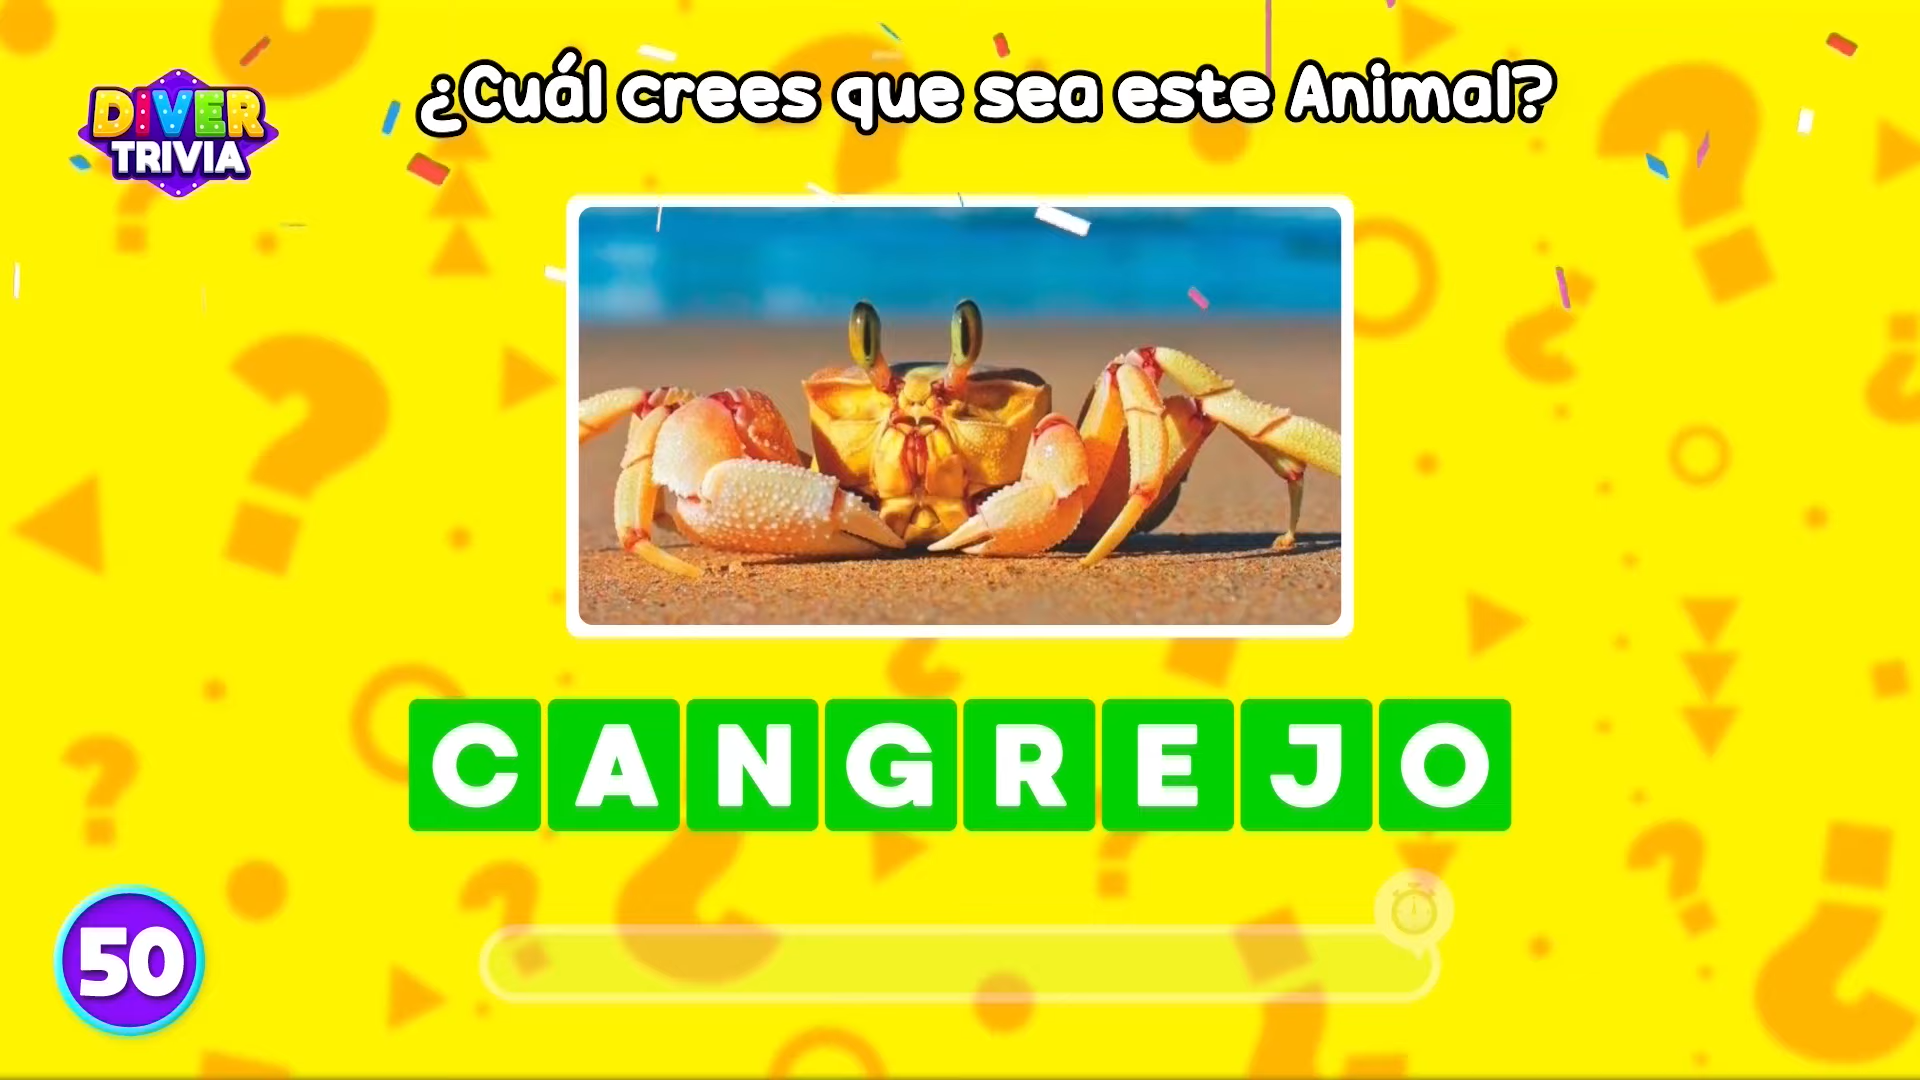 DIVER
TRIVIA
¿Cuál crees que sea este Animal?
CANGREJO
50